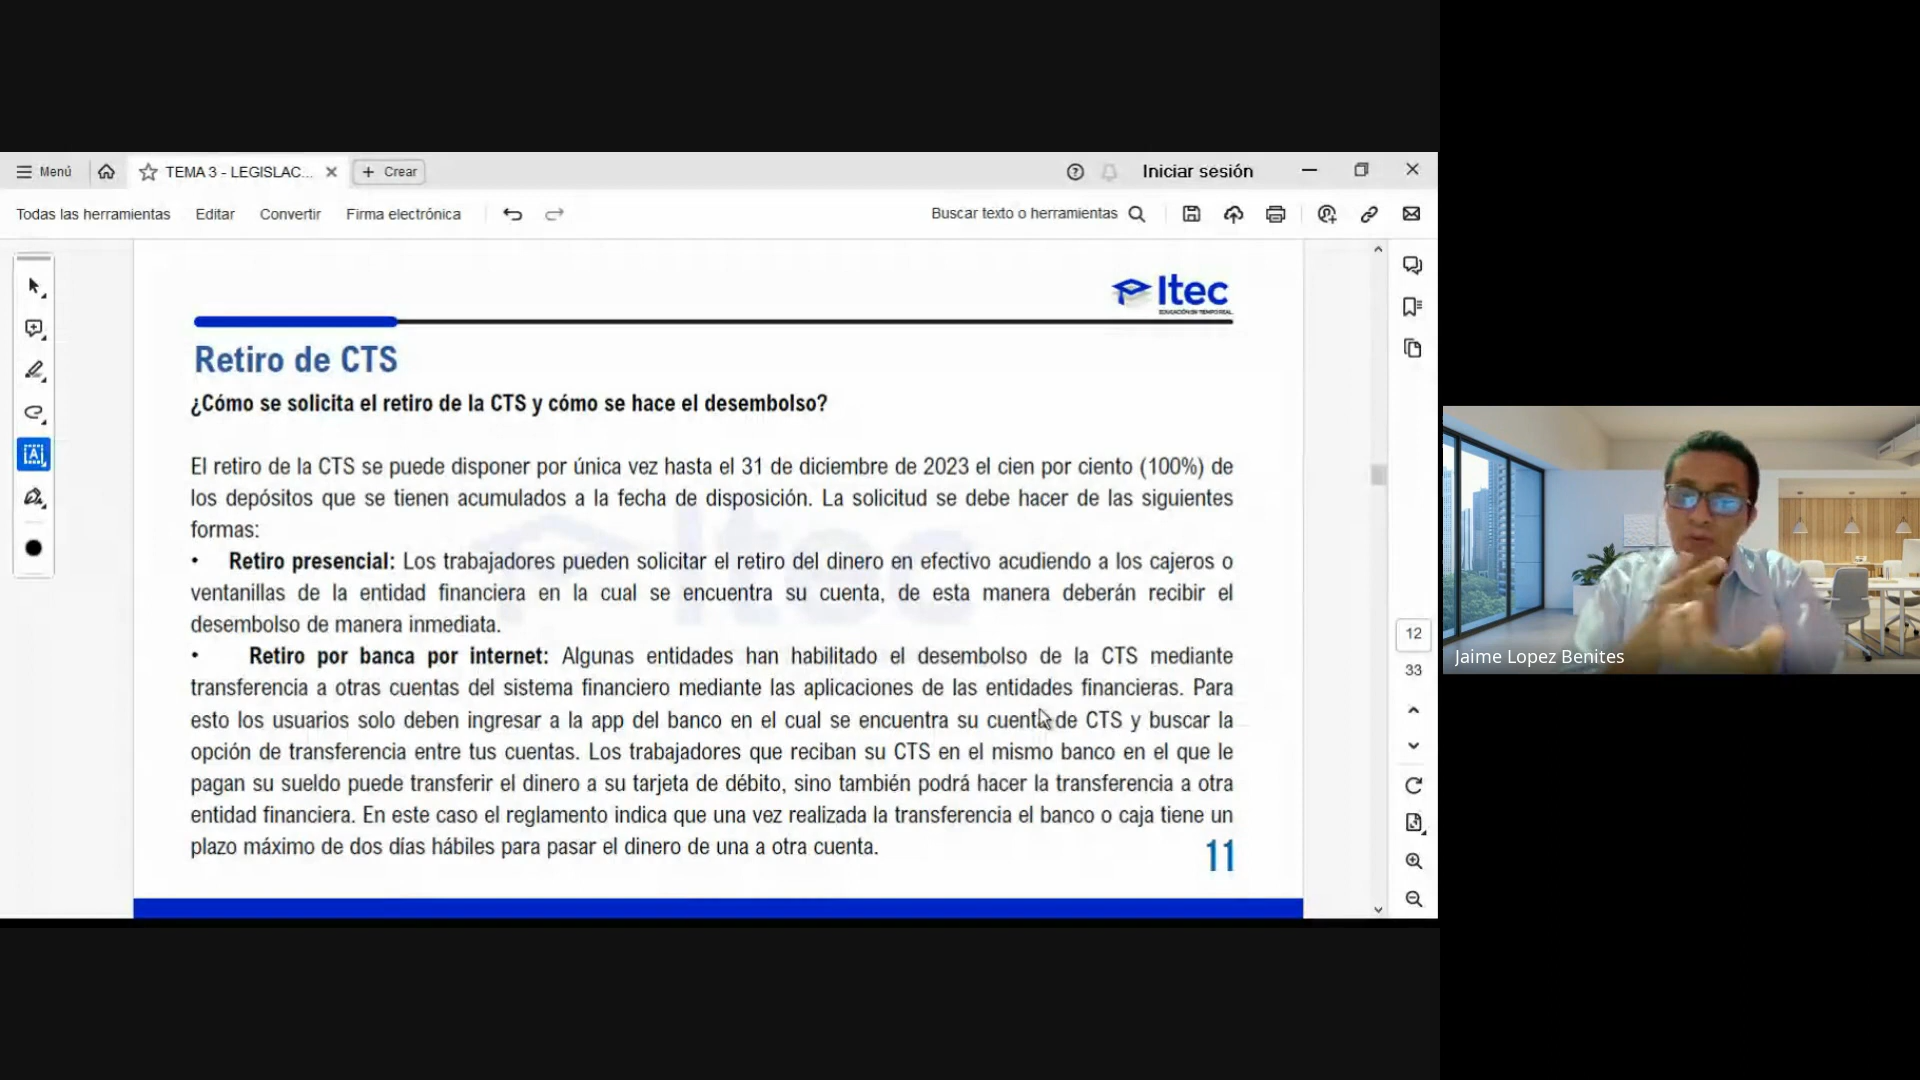 Menú
TEMA 3 - LEGISLAC...
Crear
Iniciar sesión
Todas las herramientas
Editar
Convertir
Firma electrónica
Buscar texto o herramientas
Itec
EDUCACIÓN EN TIEMPO REAL
Retiro de CTS
¿Cómo se solicita el retiro de la CTS y cómo se hace el desembolso?
El retiro de la CTS se puede disponer por única vez hasta el 31 de diciembre de 2023 el cien por ciento (100%) de
los depósitos que se tienen acumulados a la fecha de disposición. La solicitud se debe hacer de las siguientes
formas:
• Retiro presencial: Los trabajadores pueden solicitar el retiro del dinero en efectivo acudiendo a los cajeros o
ventanillas de la entidad financiera en la cual se encuentra su cuenta, de esta manera deberán recibir el
desembolso de manera inmediata.
• Retiro por banca por internet: Algunas entidades han habilitado el desembolso de la CTS mediante
transferencia a otras cuentas del sistema financiero mediante las aplicaciones de las entidades financieras. Para
esto los usuarios solo deben ingresar a la app del banco en el cual se encuentra su cuenta de CTS y buscar la
opción de transferencia entre tus cuentas. Los trabajadores que reciban su CTS en el mismo banco en el que le
pagan su sueldo puede transferir el dinero a su tarjeta de débito, sino también podrá hacer la transferencia a otra
entidad financiera. En este caso el reglamento indica que una vez realizada la transferencia el banco o caja tiene un
plazo máximo de dos días hábiles para pasar el dinero de una a otra cuenta.
11
12
33
Jaime Lopez Benites